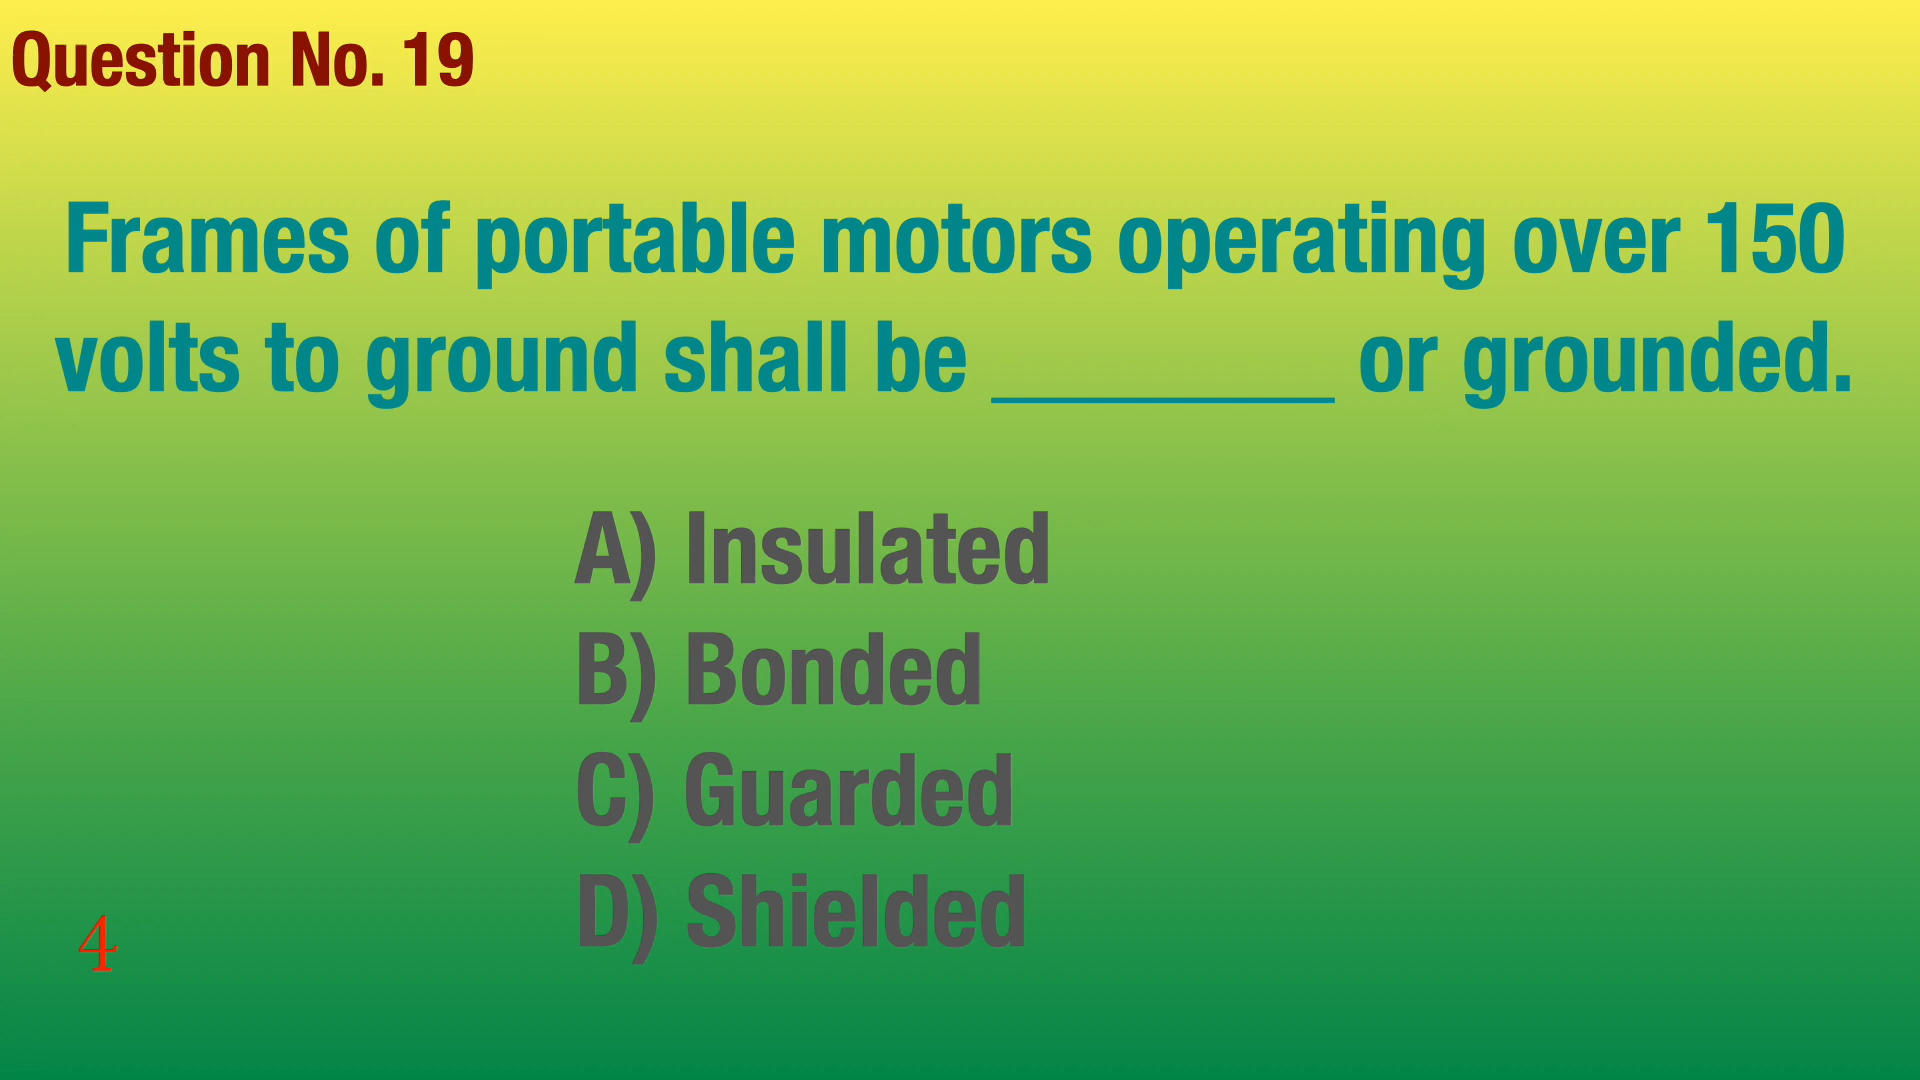 Question No. 19
Frames of portable motors operating over 150
volts to ground shall be ________ or grounded.
A) Insulated
B) Bonded
C) Guarded
D) Shielded
4